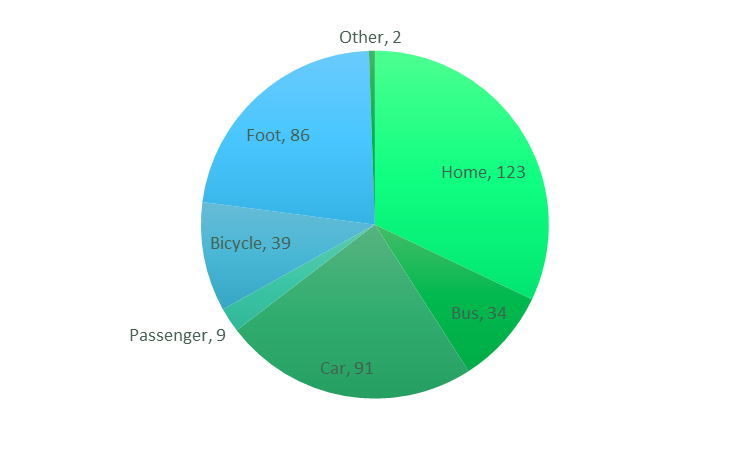 Other, 2
Foot, 86
Home, 123
Bicycle, 39
Bus, 34
Passenger, 9
Car, 91